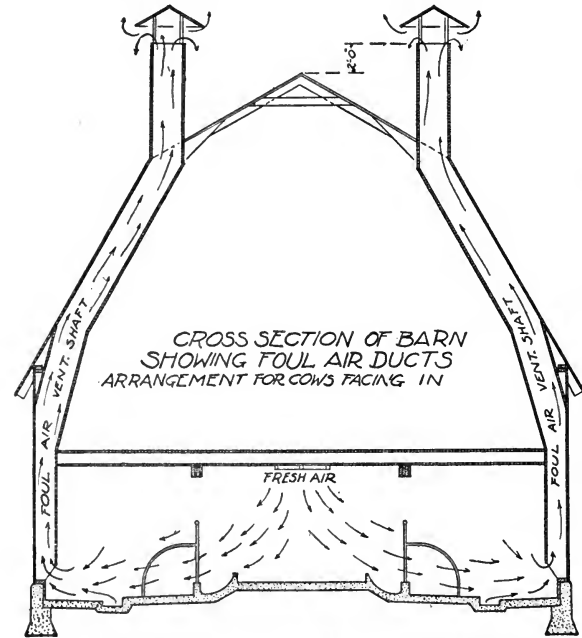 2'-0"
CROSS SECTION OF BARN
SHOWING FOUL AIR DUCTS
ARRANGEMENT FOR COWS FACING IN
FOUL AIR VENT. SHAFT
FOUL AIR VENT. SHAFT
FRESH AIR